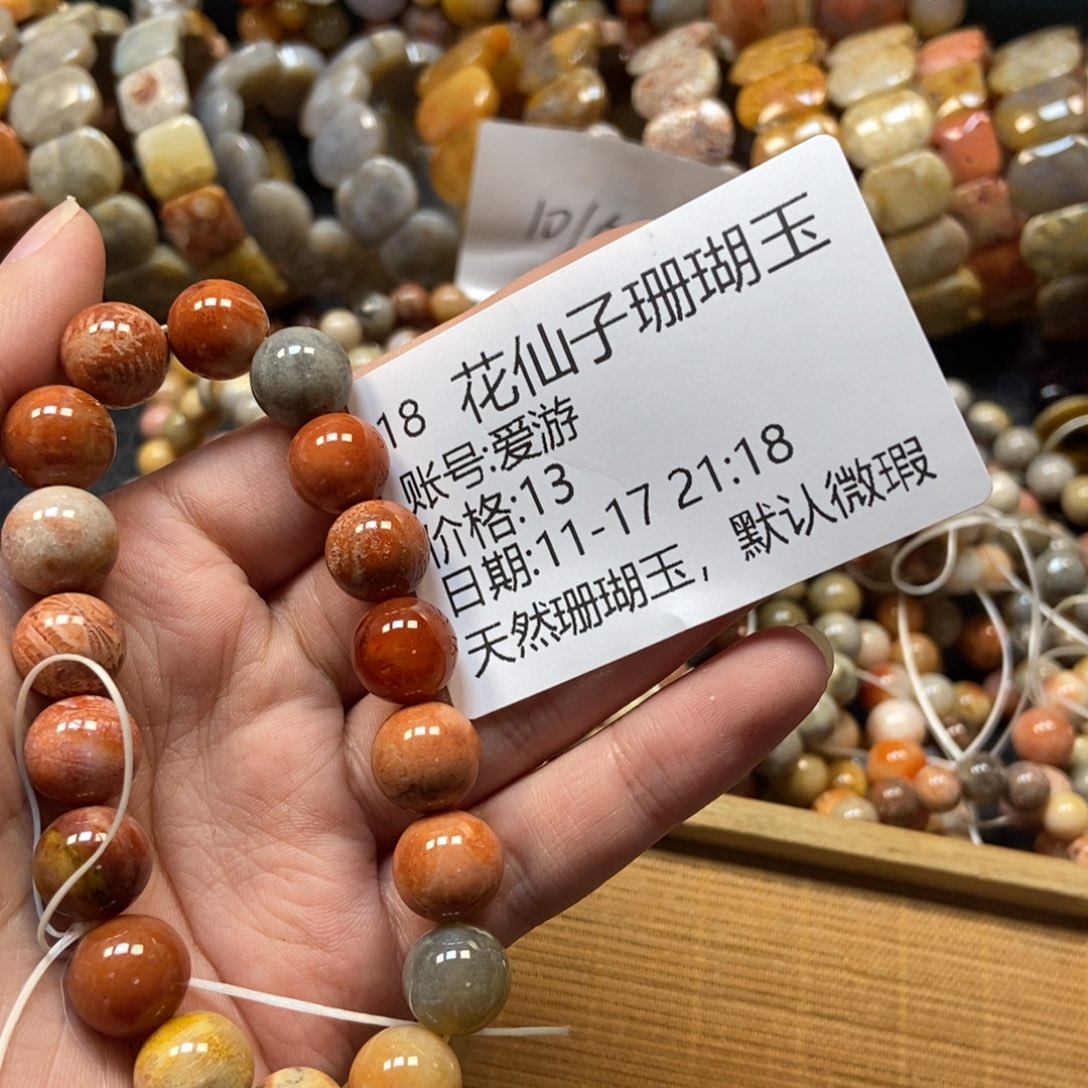 10/
18 花仙子珊瑚玉
账号:爱游
价格:13
日期:11-17 21:18
天然珊瑚玉，默认微瑕